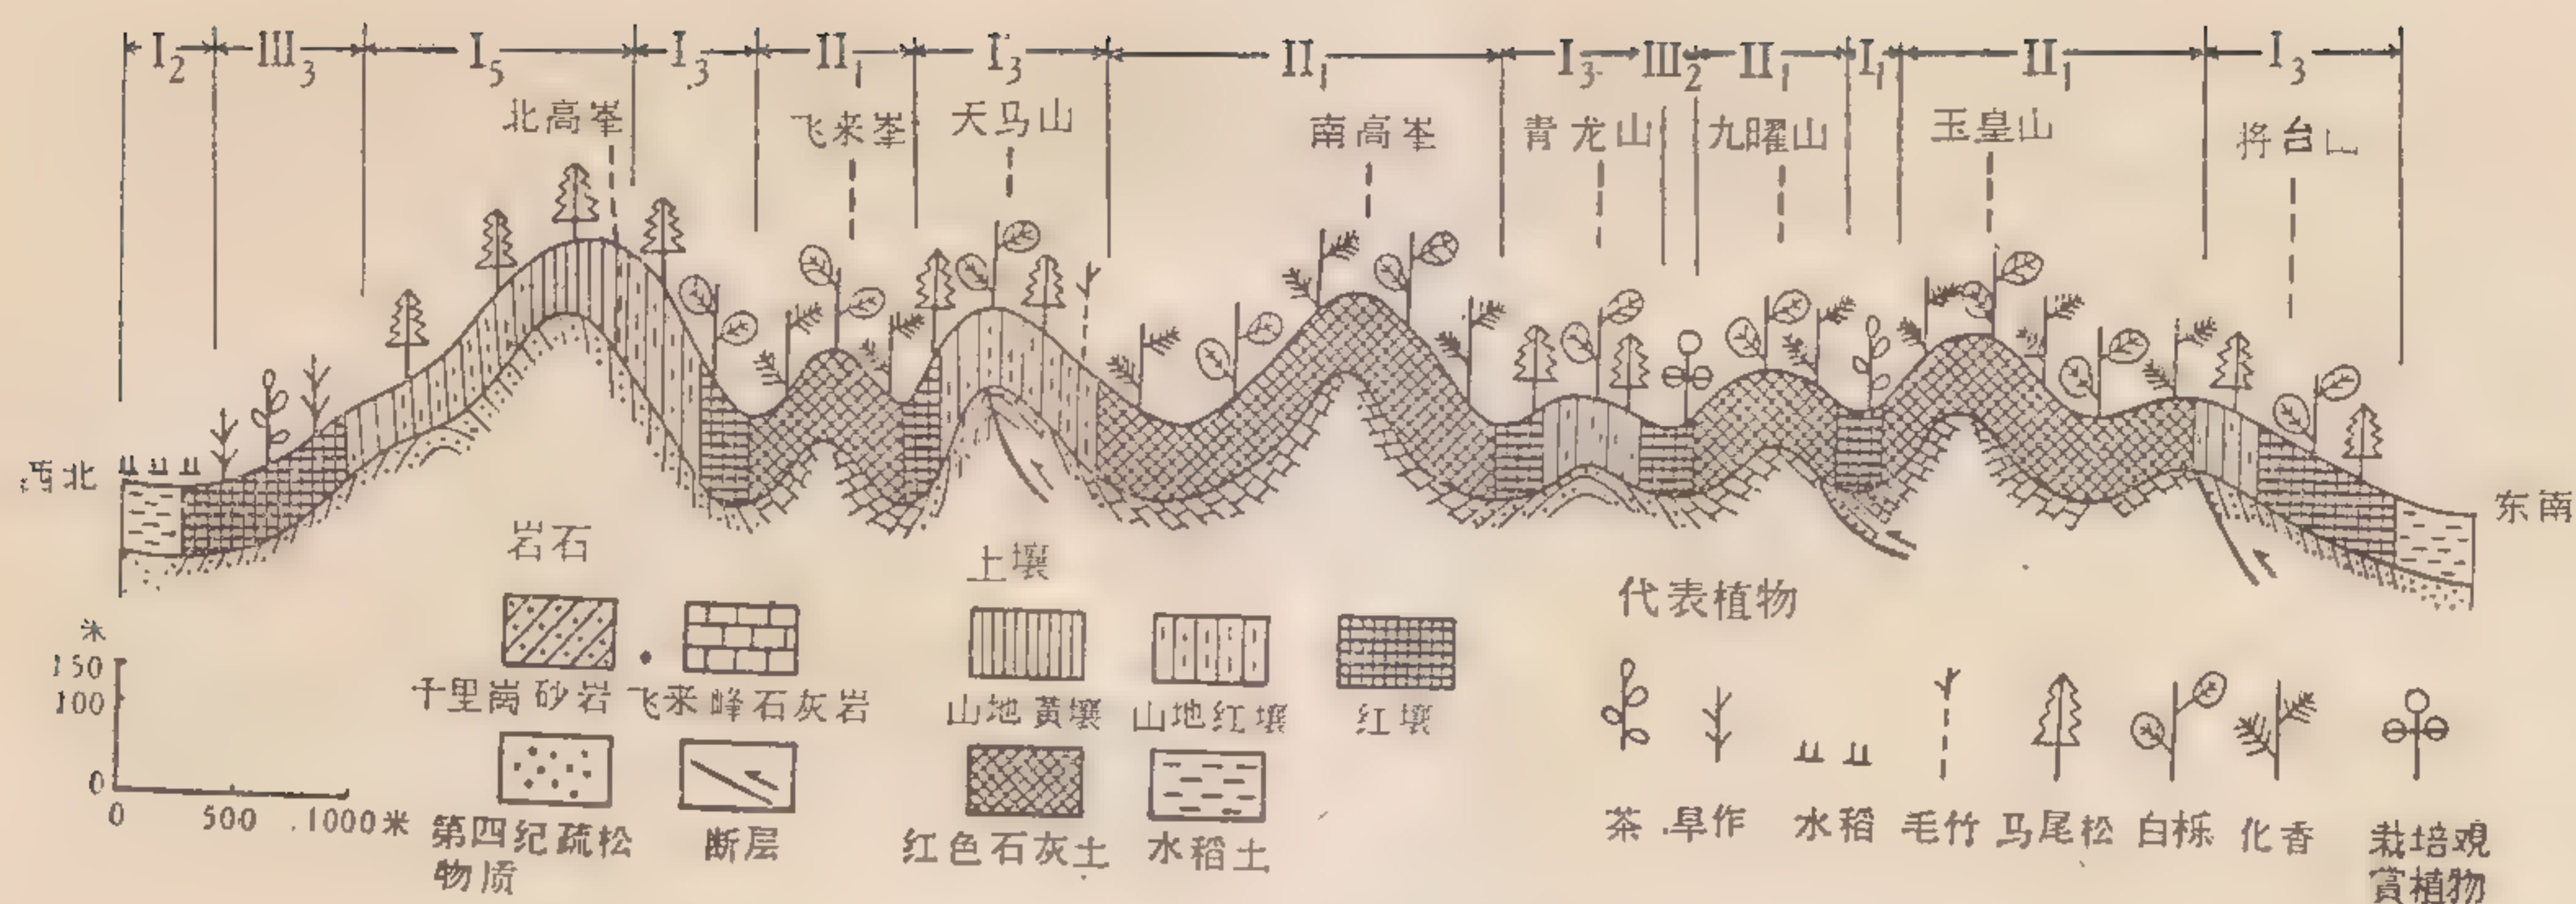 I₂ III₃ I₅ I₃ II₁ I₃ II₁ I₃ III₂ II₁ I₁ II₁ I₃
北高峯 飞来峯 天马山 南高峯 青龙山 九曜山 玉皇山 将台山
西北
东南
岩石
土壤
代表植物
米
150
100
0
0 500 1000米
千里崗砂岩 飞来峰石灰岩
山地黃壤 山地红壤 红壤
第四纪疏松
物质
断层
红色石灰土 水稻土
茶 旱作 水稻 毛竹 马尾松 白栎 化香 栽培观
赏植物